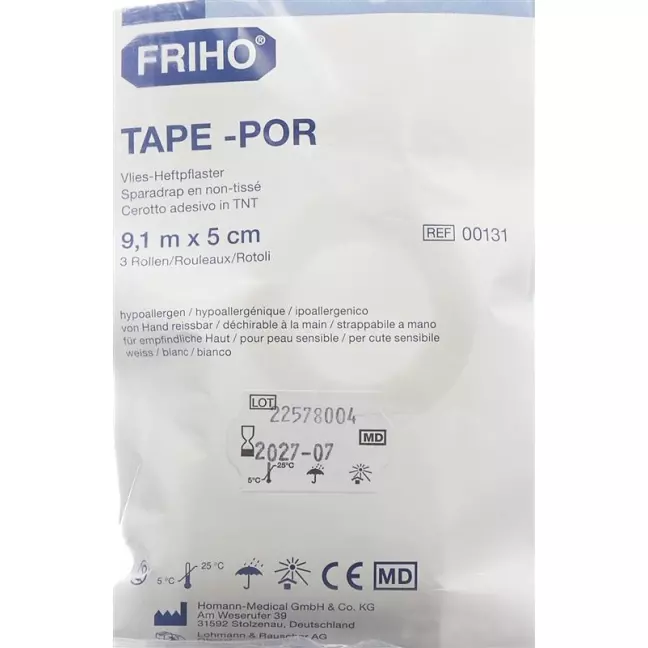 FRIHO®
TAPE -POR
Vlies-Heftpflaster
Sparadrap en non-tissé
Cerotto adesivo in TNT
9,1 m x 5 cm
3 Rollen/Rouleaux/Rotoli
REF 00131
hypoallergen / hypoallergénique / ipoallergenico
von Hand reissbar / déchirable à la main / strappabile a mano
für empfindliche Haut / pour peau sensible / per cute sensibile
weiss / blanc / bianco
LOT 22578004
2027-07 MD
5°C 25°C
5°C 25°C CE MD
Homann-Medical GmbH & Co. KG
Am Weserufer 39
31592 Stolzenau, Deutschland
Lohmann & Rauscher AG